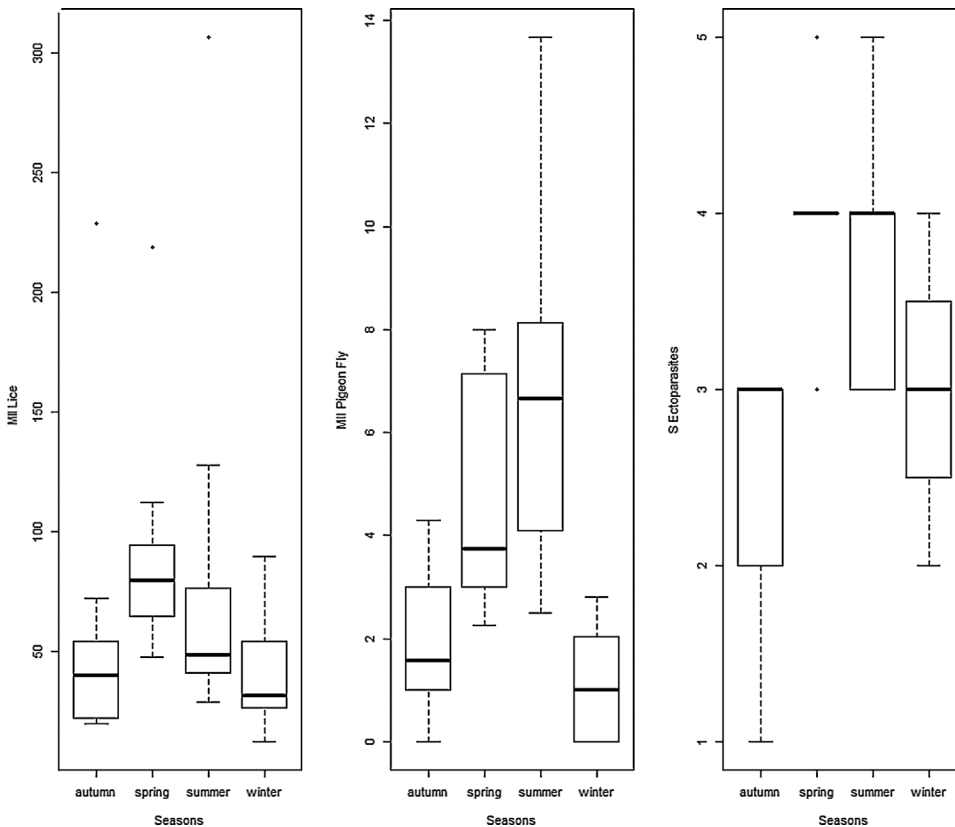 MII Lice
300
250
200
150
100
50
autumn spring summer winter
Seasons
MII Pigeon Fly
14
12
10
8
6
4
2
0
autumn spring summer winter
Seasons
S Ectoparasites
5
4
3
2
1
autumn spring summer winter
Seasons